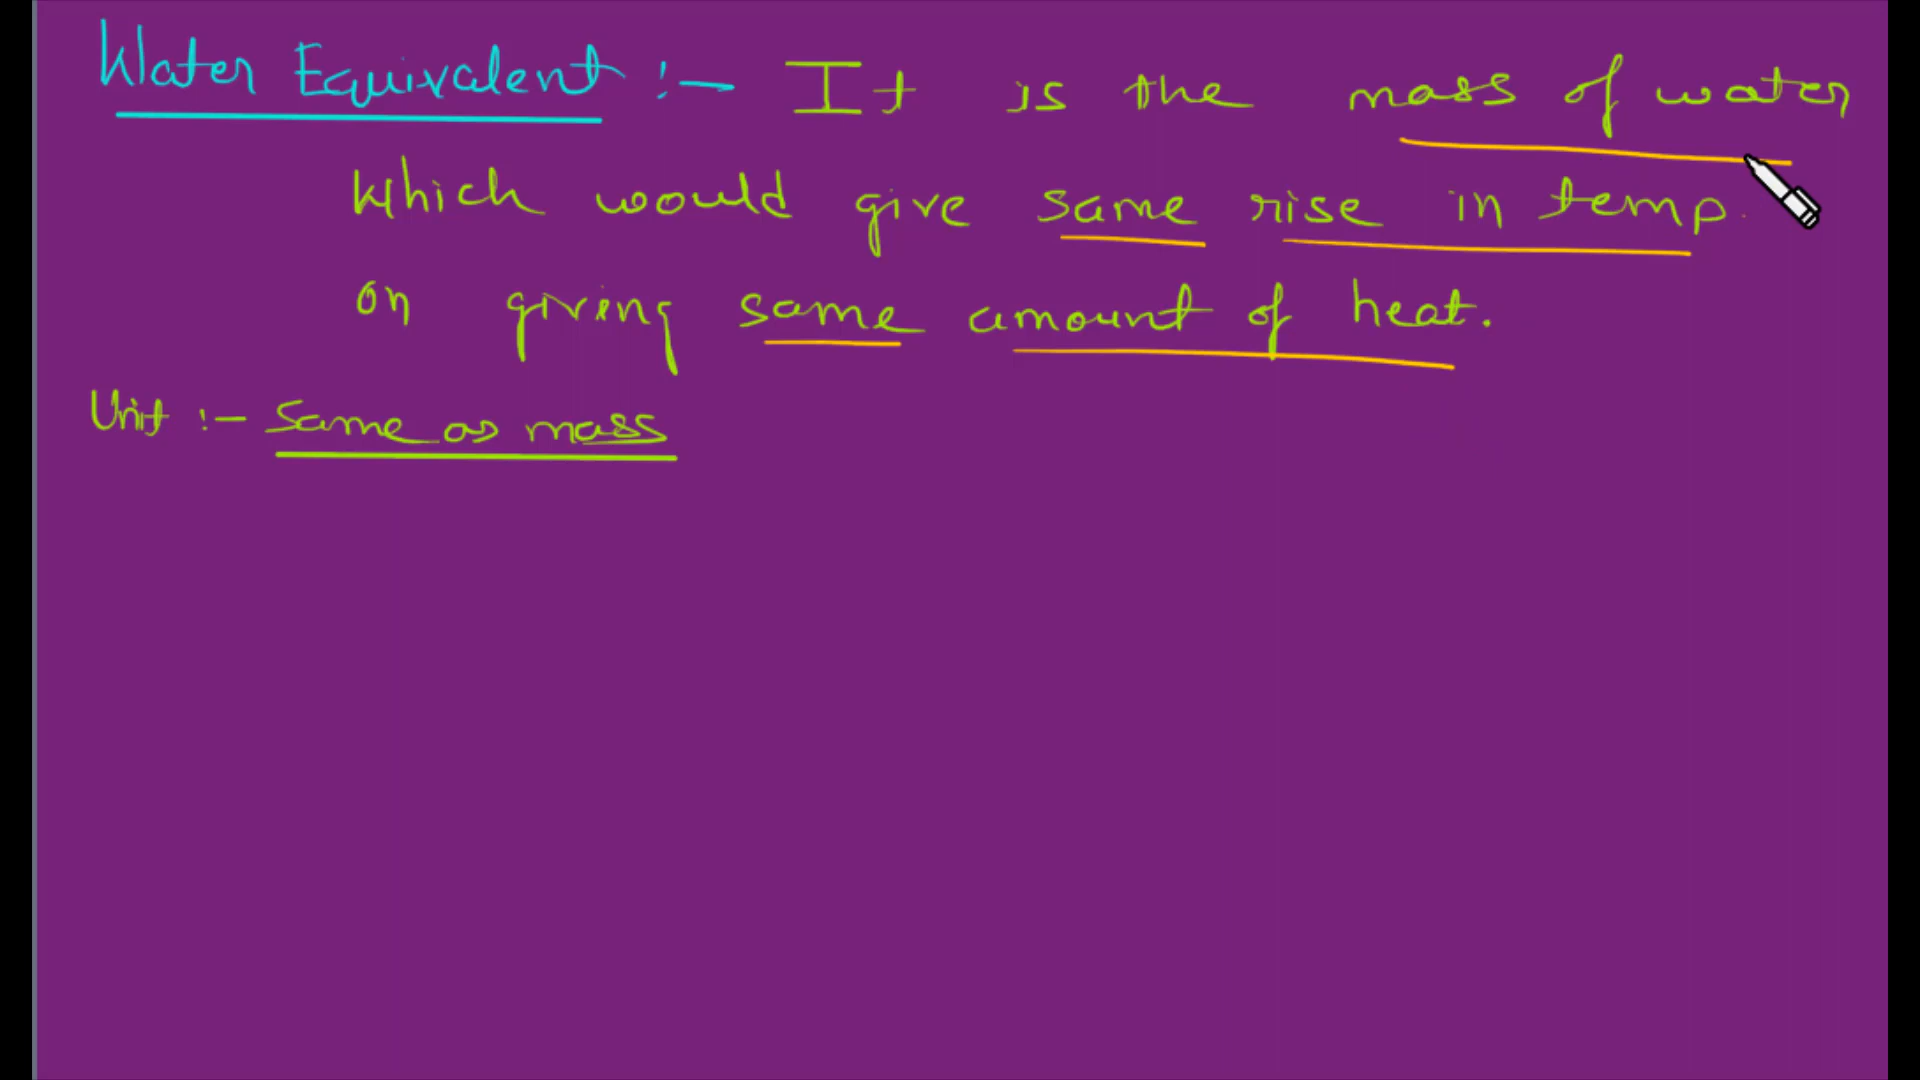 Water Equivalent :- It is the mass of water
which would give same rise in temp.
on giving same amount of heat.
Unit :- Same as mass